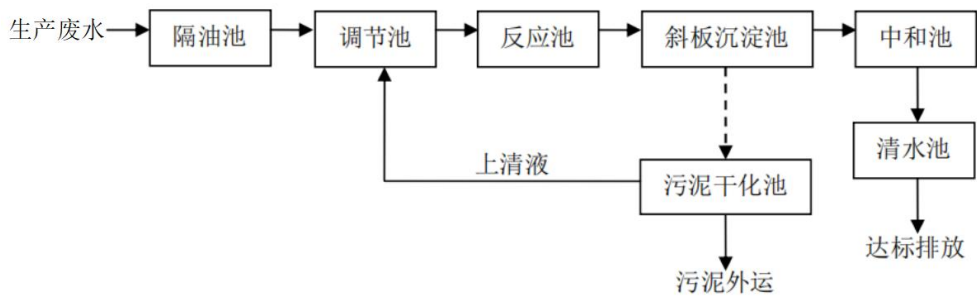 生产废水
隔油池
调节池
反应池
斜板沉淀池
中和池
清水池
上清液
污泥干化池
达标排放
污泥外运